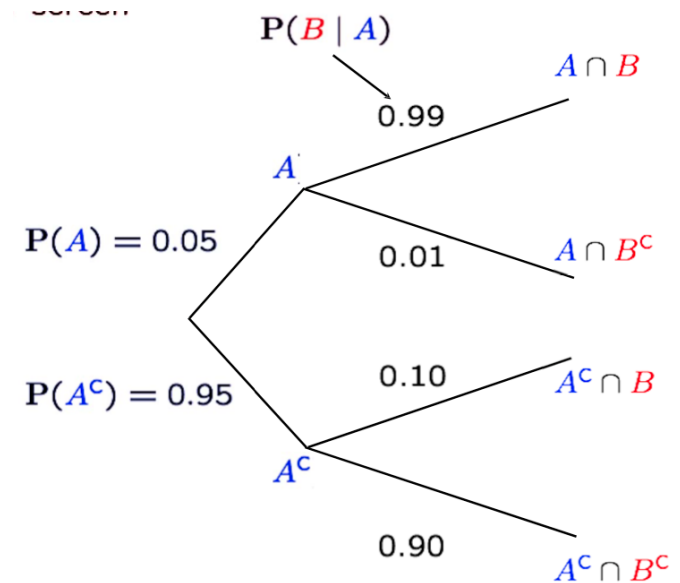 P(B | A)
A ∩ B
0.99
A
P(A) = 0.05
0.01
A ∩ Bᶜ
0.10
P(Aᶜ) = 0.95
Aᶜ ∩ B
Aᶜ
0.90
Aᶜ ∩ Bᶜ